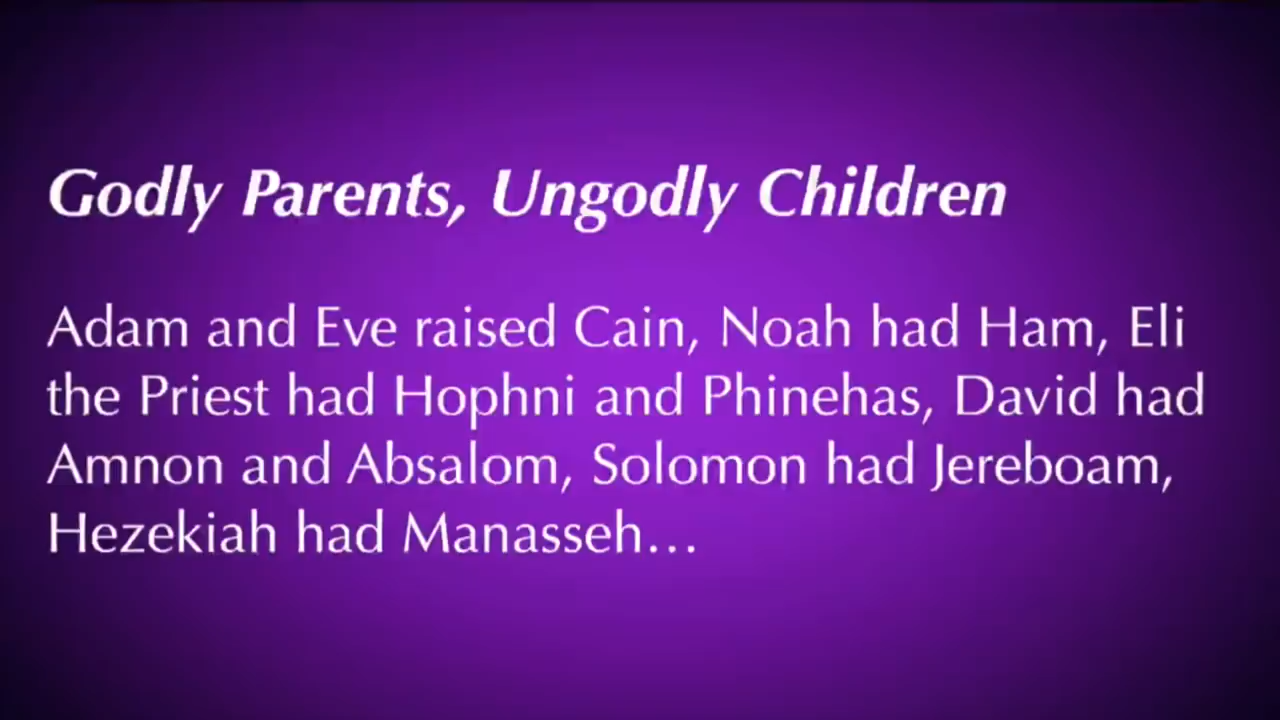 Godly Parents, Ungodly Children
Adam and Eve raised Cain, Noah had Ham, Eli
the Priest had Hophni and Phinehas, David had
Amnon and Absalom, Solomon had Jereboam,
Hezekiah had Manasseh...